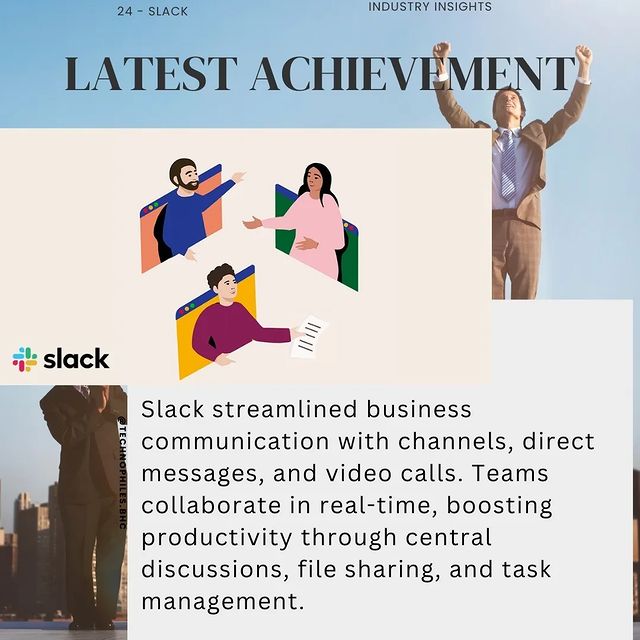 24 - SLACK
INDUSTRY INSIGHTS
LATEST ACHIEVEMENT
slack
@TECHNOPHILES.BHC
Slack streamlined business
communication with channels, direct
messages, and video calls. Teams
collaborate in real-time, boosting
productivity through central
discussions, file sharing, and task
management.